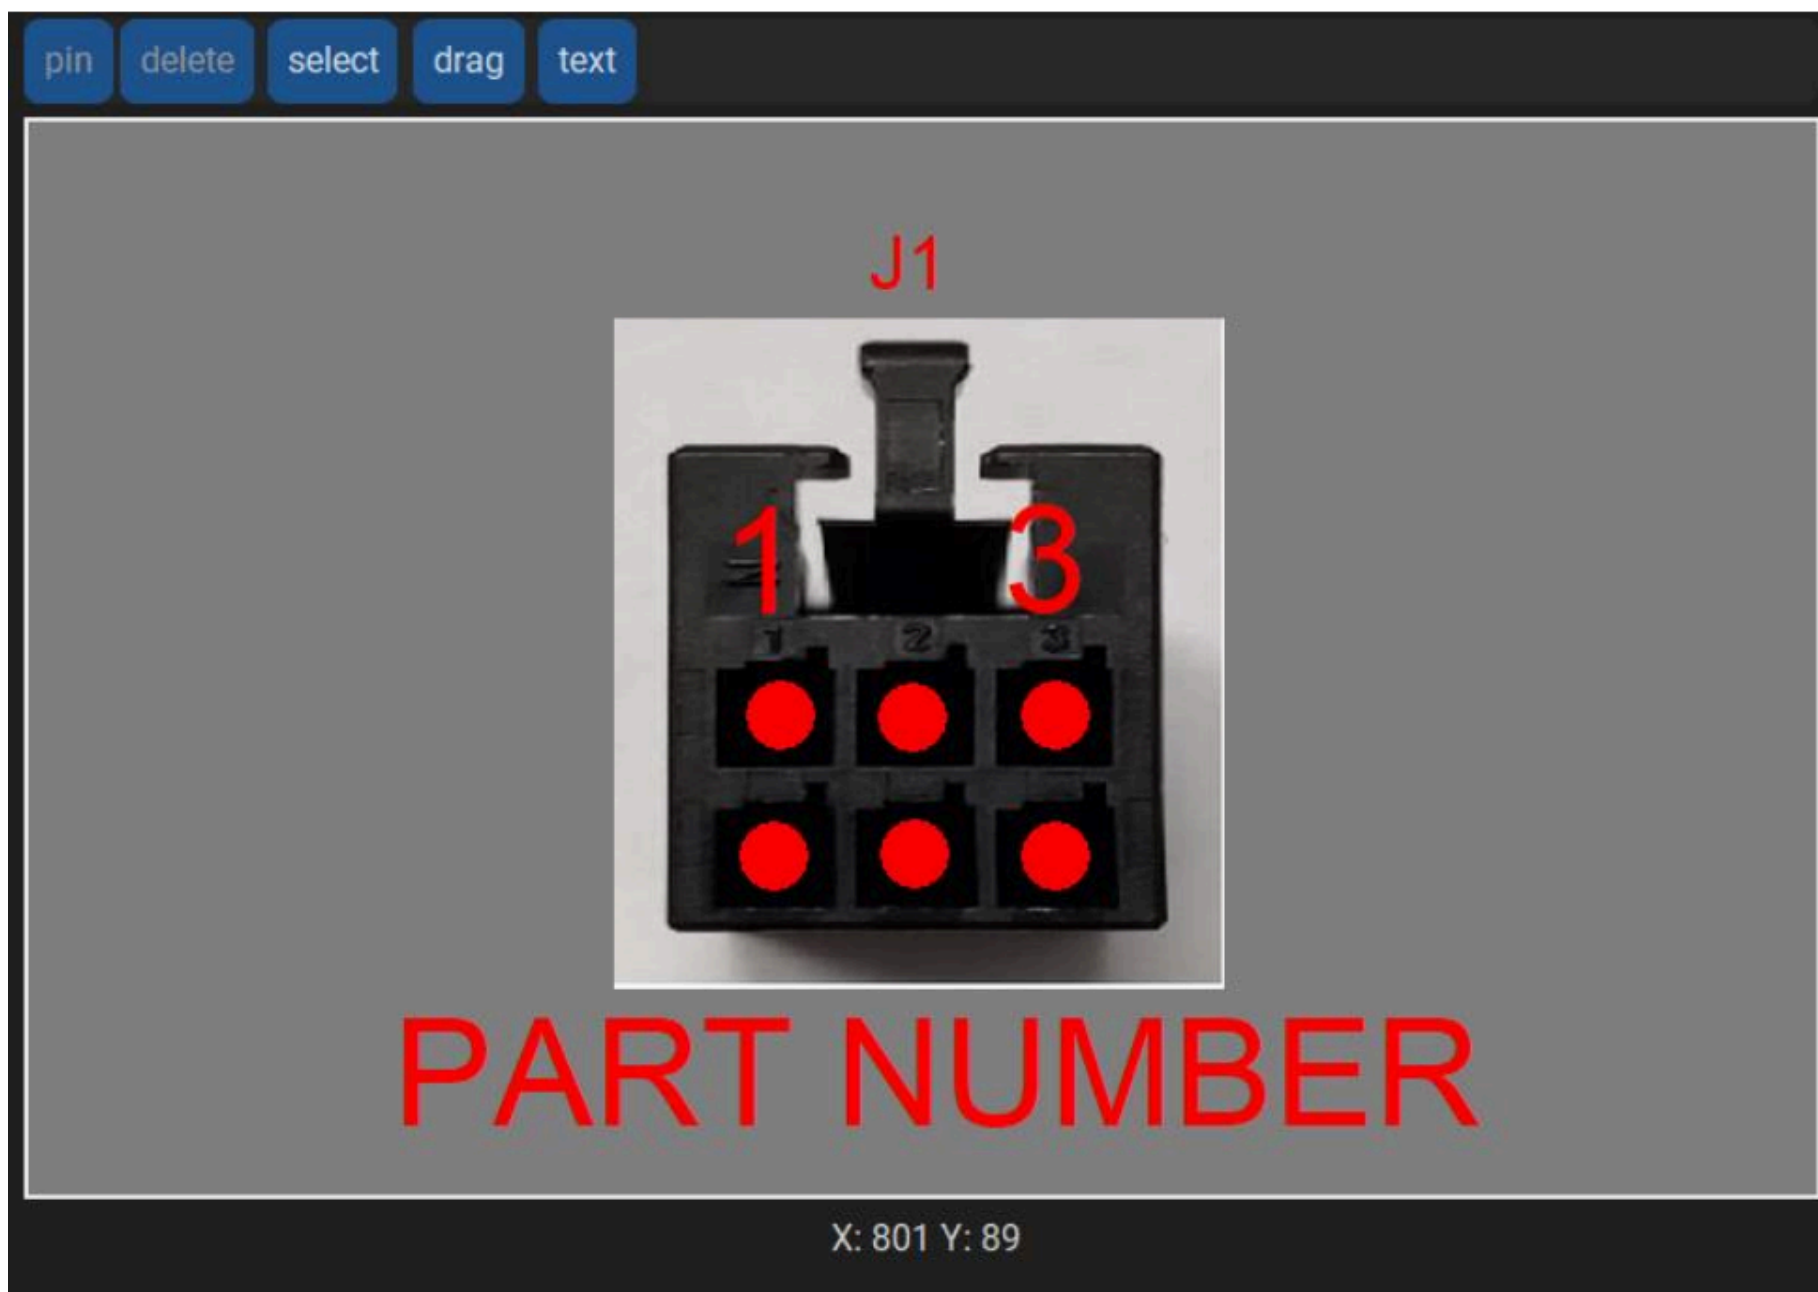 pin delete select drag text
J1
1 3
1 2 3
PART NUMBER
X: 801 Y: 89